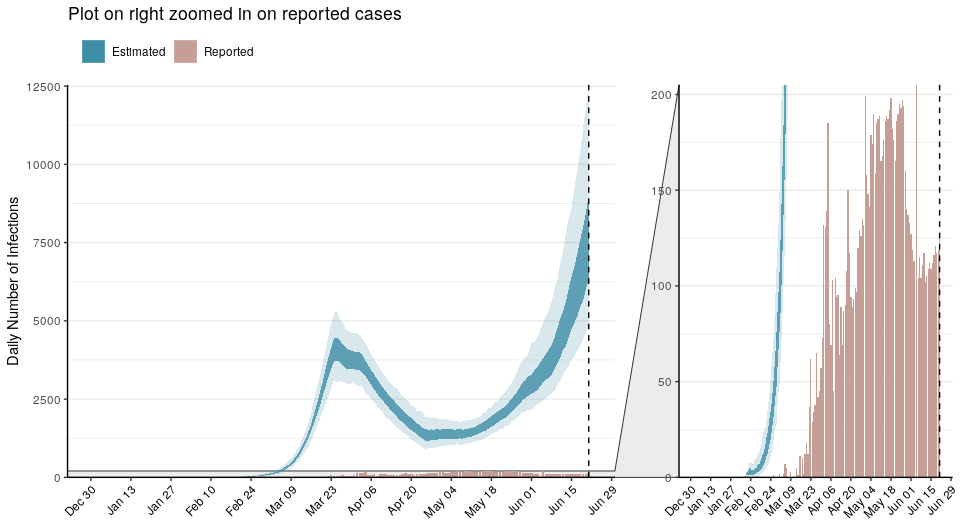 Plot on right zoomed in on reported cases
Estimated Reported
Daily Number of Infections
12500
10000
7500
5000
2500
0
Dec 30 Jan 13 Jan 27 Feb 10 Feb 24 Mar 09 Mar 23 Apr 06 Apr 20 May 04 May 18 Jun 01 Jun 15 Jun 29
200
150
100
50
0
Dec 30 Jan 13 Jan 27 Feb 10 Feb 24 Mar 09 Mar 23 Apr 06 Apr 20 May 04 May 18 Jun 01 Jun 15 Jun 29